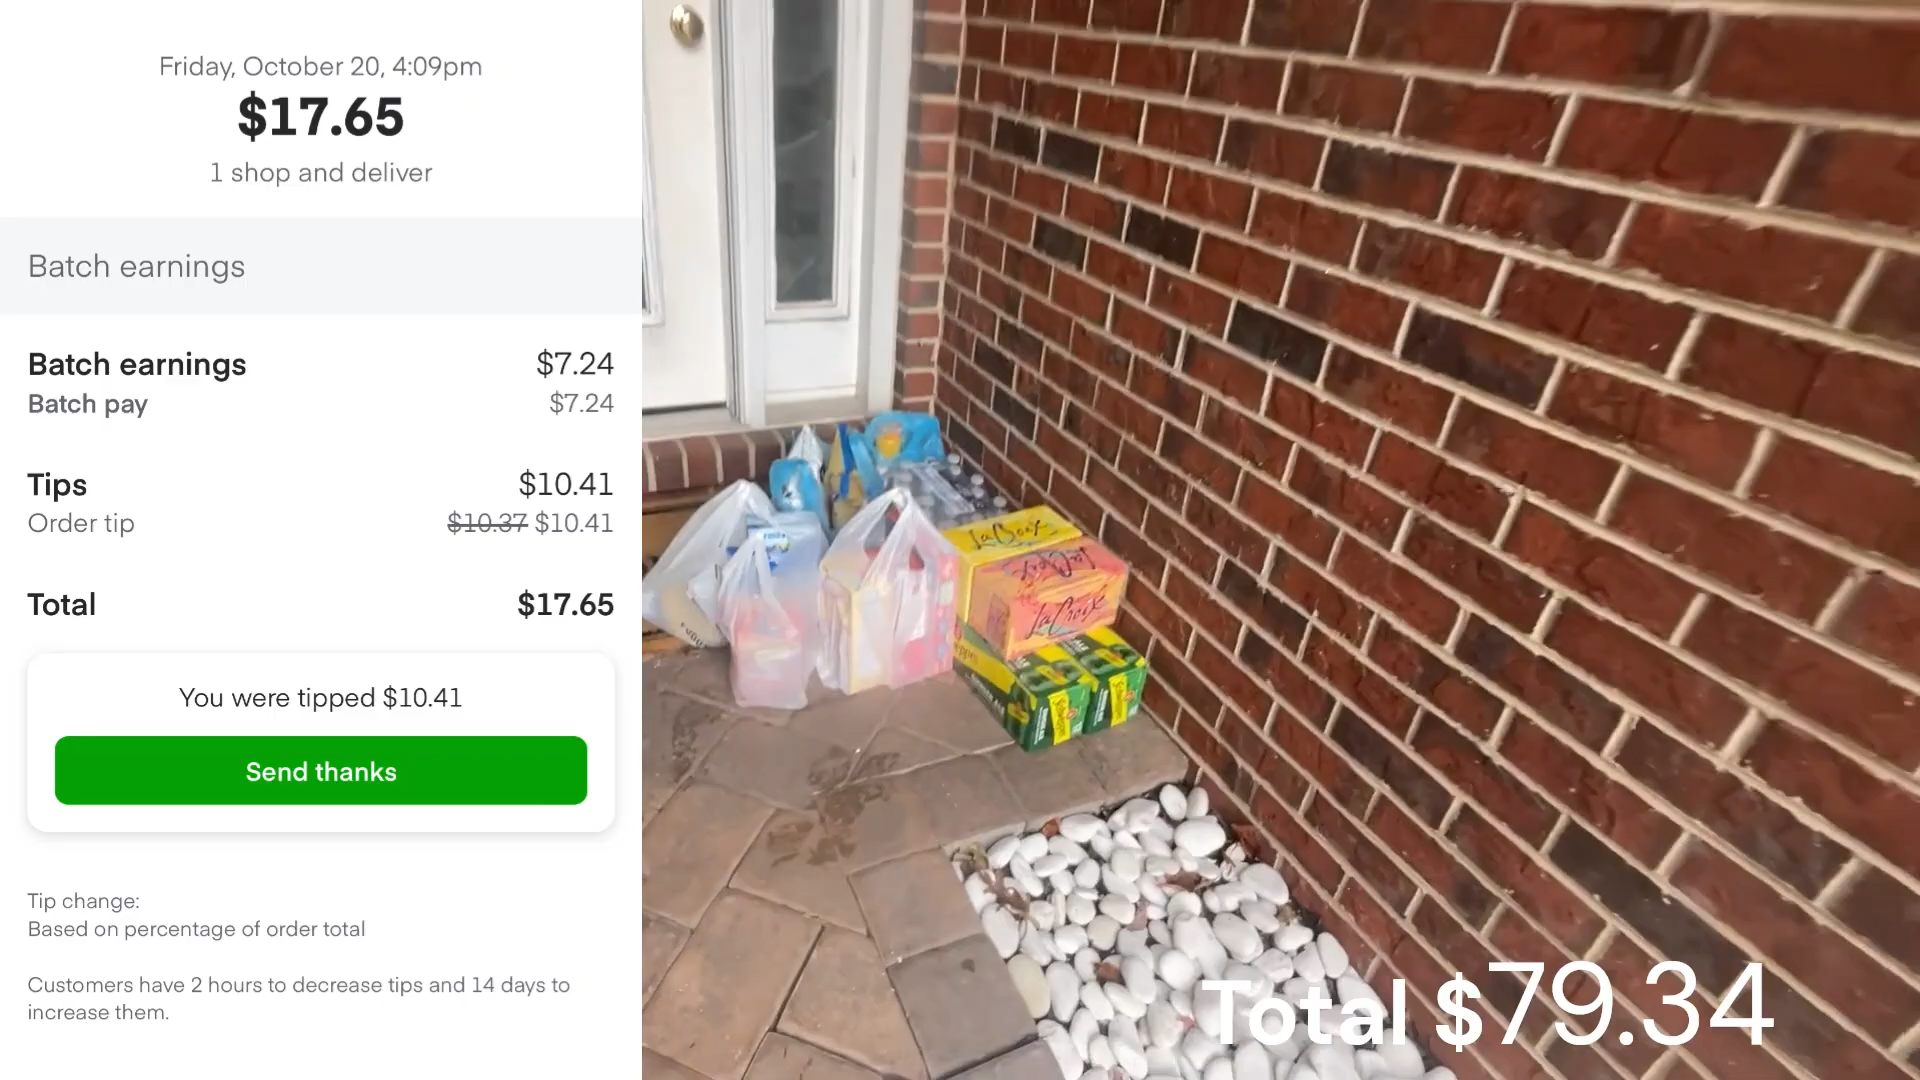 Friday, October 20, 4:09pm
$17.65
1 shop and deliver
Batch earnings
Batch earnings $7.24
Batch pay $7.24
Tips $10.41
Order tip $10.37 $10.41
Total $17.65
You were tipped $10.41
Send thanks
Tip change:
Based on percentage of order total
Customers have 2 hours to decrease tips and 14 days to
increase them.
LaCroix
LaCroix
LaCroix
Total $79.34